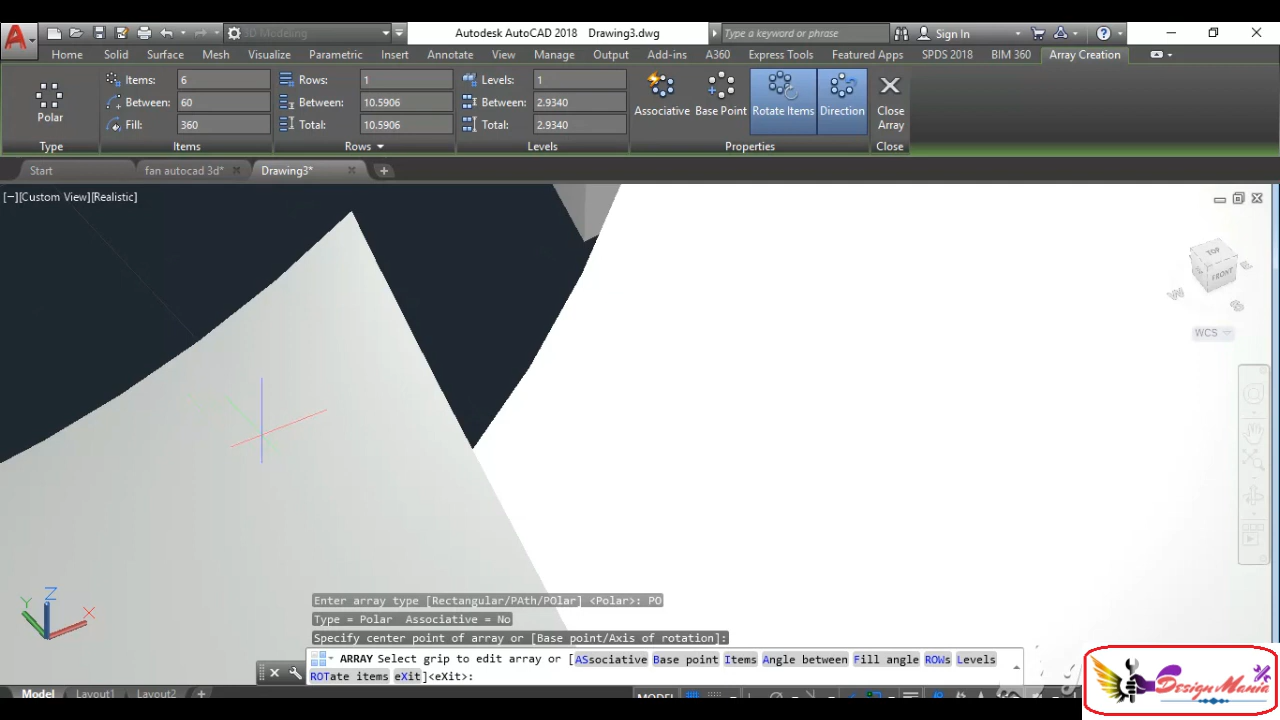 3D Modeling
Autodesk AutoCAD 2018 Drawing3.dwg
Type a keyword or phrase
Sign In
Home Solid Surface Mesh Visualize Parametric Insert Annotate View Manage Output Add-ins A360 Express Tools Featured Apps SPDS 2018 BIM 360 Array Creation
Items: 6 Rows: 1 Levels: 1
Between: 60 Between: 10.5906 Between: 2.9340
Fill: 360 Total: 10.5906 Total: 2.9340
Polar
Associative Base Point Rotate Items Direction Close Array
Type Items Rows Levels Properties Close
Start fan autocad 3d* Drawing3*
[−][Custom View][Realistic]
TOP
FRONT
W
S
WCS
Z
Y X
Enter array type [Rectangular/PAth/POlar] <Polar>: PO
Type = Polar Associative = No
Specify center point of array or [Base point/Axis of rotation]:
ARRAY Select grip to edit array or [ASsociative Base point Items Angle between Fill angle ROWs Levels
ROTate items eXit]<eXit>:
Model Layout1 Layout2 +
MODEL
Design Mania